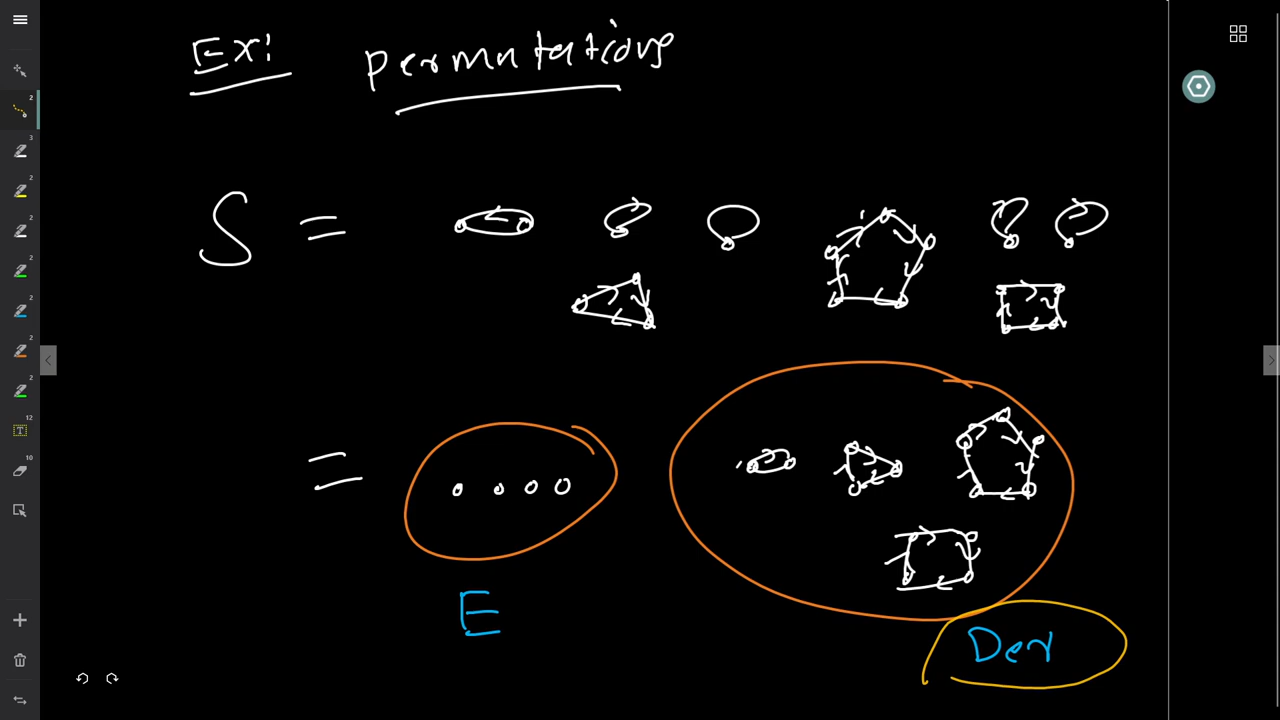 Ex:
permutations
S =
=
E
Der